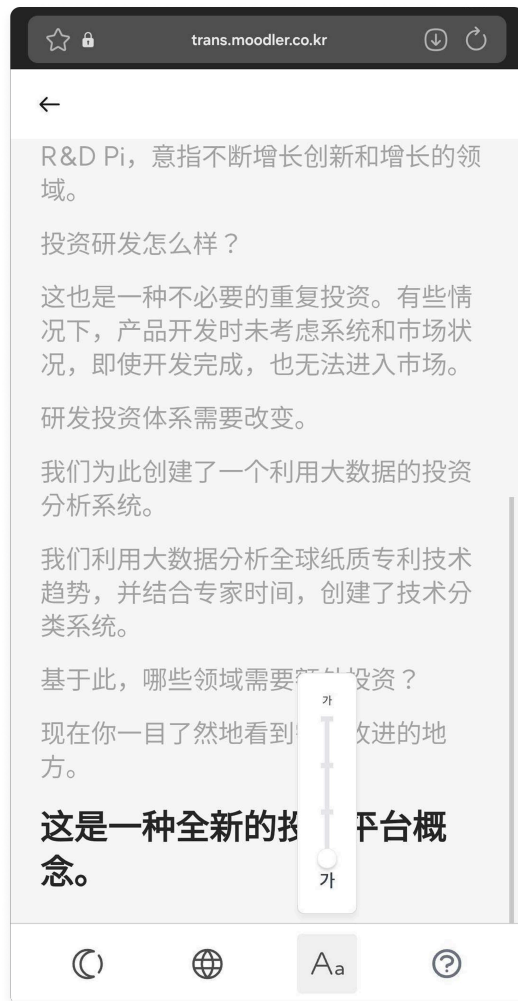 trans.moodler.co.kr
R&D Pi，意指不断增长创新和增长的领
域。
投资研发怎么样？
这也是一种不必要的重复投资。有些情
况下，产品开发时未考虑系统和市场状
况，即使开发完成，也无法进入市场。
研发投资体系需要改变。
我们为此创建了一个利用大数据的投资
分析系统。
我们利用大数据分析全球纸质专利技术
趋势，并结合专家时间，创建了技术分
类系统。
基于此，哪些领域需要 投资？
现在你一目了然地看到 改进的地
方。
这是一种全新的投 平台概
念。
가
가
Aa